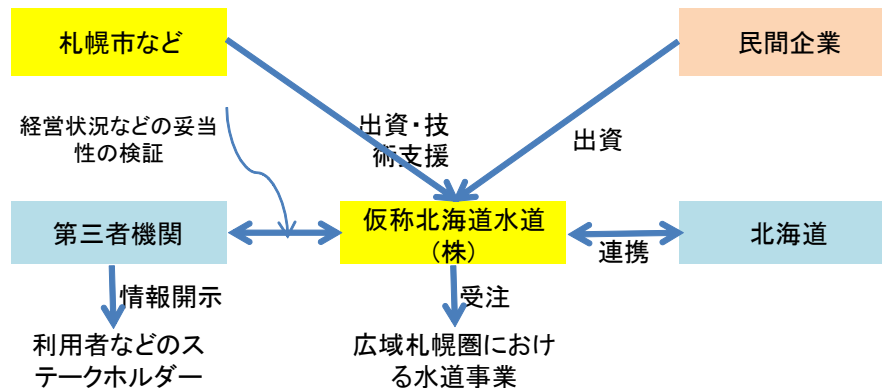 札幌市など
民間企業
経営状況などの妥当
性の検証
出資・技
術支援
出資
第三者機関
仮称北海道水道
(株)
連携
北海道
情報開示
受注
利用者などのス
テークホルダー
広域札幌圏におけ
る水道事業